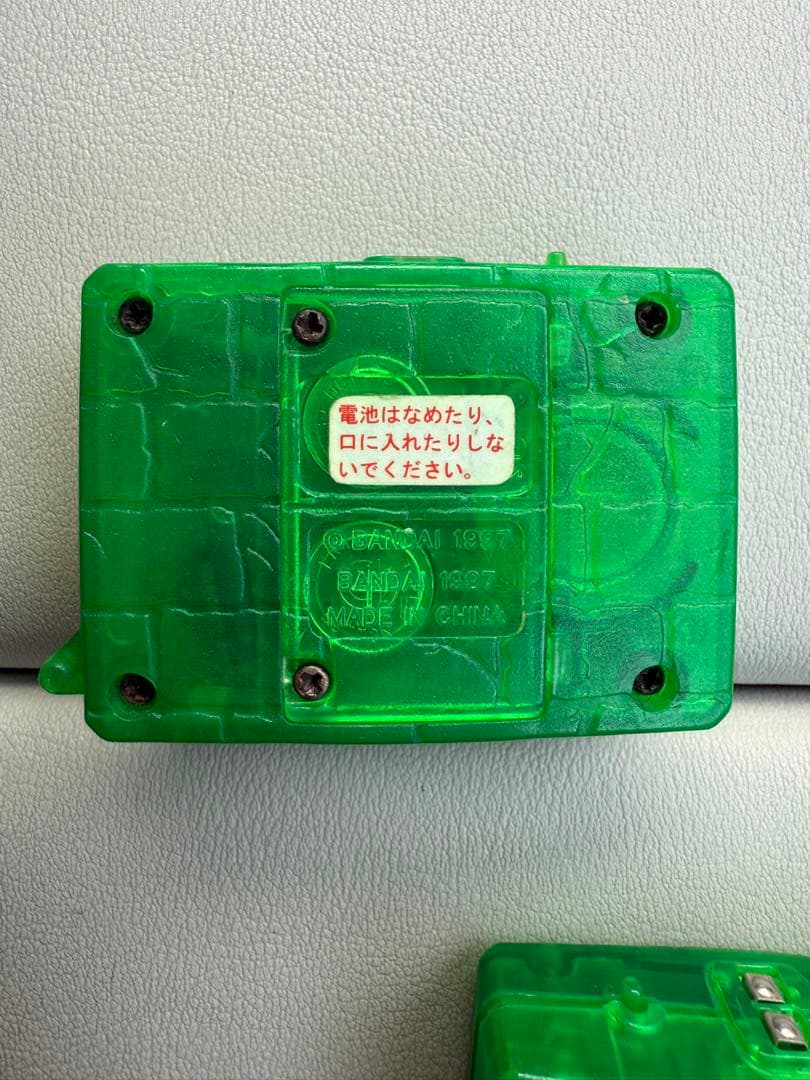 電池はなめたり、
口に入れたりしな
いでください。
© BANDAI 1997
BANDAI 1997
MADE IN CHINA